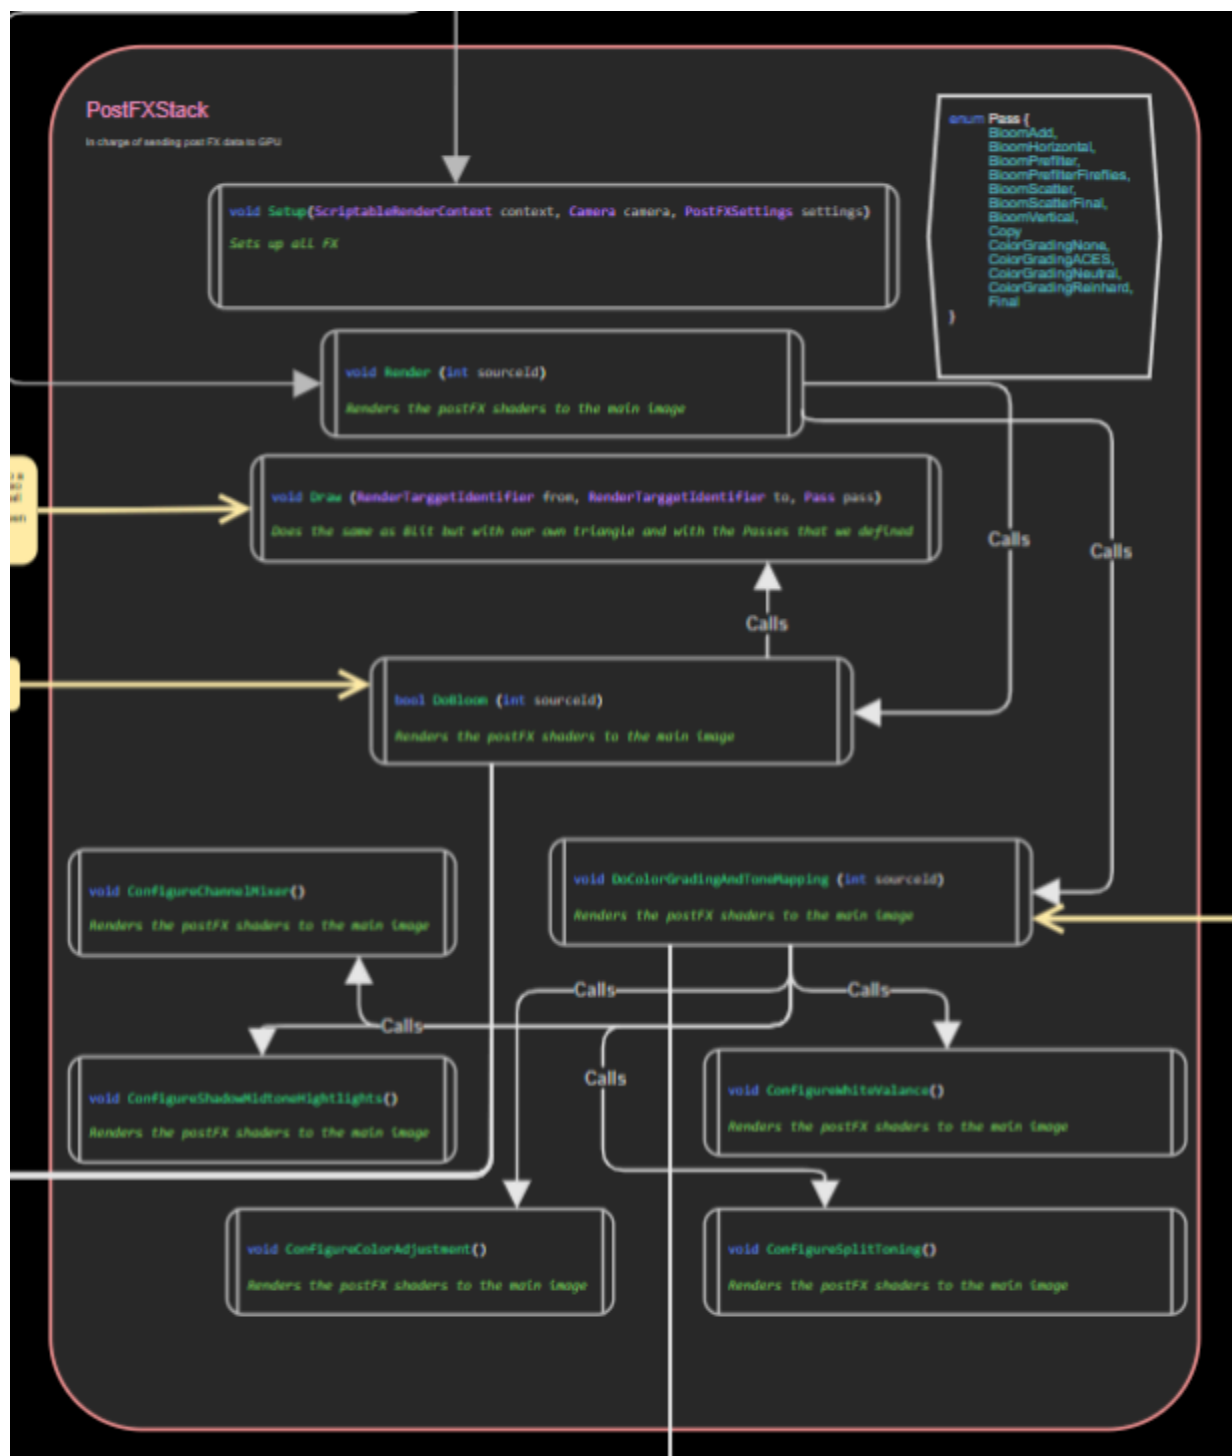 PostFXStack
In charge of sending post FX data to GPU
enum Pass {
BloomAdd,
BloomHorizontal,
BloomPrefilter,
BloomPrefilterFireflies,
BloomScatter,
BloomScatterFinal,
BloomVertical,
Copy
ColorGradingNone,
ColorGradingACES,
ColorGradingNeutral,
ColorGradingReinhard,
Final
}
void Setup(ScriptableRenderContext context, Camera camera, PostFXSettings settings)
Sets up all FX
void Render (int sourceId)
Renders the postFX shaders to the main image
void Draw (RenderTarggetIdentifier from, RenderTarggetIdentifier to, Pass pass)
Does the same as Blit but with our own triangle and with the Passes that we defined
Calls
Calls
Calls
bool DoBloom (int sourceId)
Renders the postFX shaders to the main image
void ConfigureChannelMixer()
Renders the postFX shaders to the main image
void DoColorGradingAndToneMapping (int sourceId)
Renders the postFX shaders to the main image
Calls
Calls
Calls
Calls
void ConfigureShadowMidtoneHightlights()
Renders the postFX shaders to the main image
void ConfigureWhiteValance()
Renders the postFX shaders to the main image
void ConfigureColorAdjustment()
Renders the postFX shaders to the main image
void ConfigureSplitToning()
Renders the postFX shaders to the main image